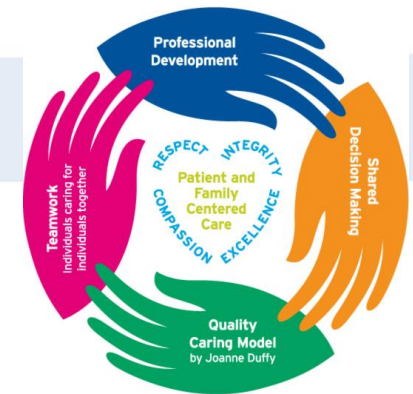 Professional
Development
Shared
Decision Making
Quality
Caring Model
by Joanne Duffy
Teamwork
Individuals caring for
individuals together
RESPECT INTEGRITY
COMPASSION EXCELLENCE
Patient and
Family
Centered
Care